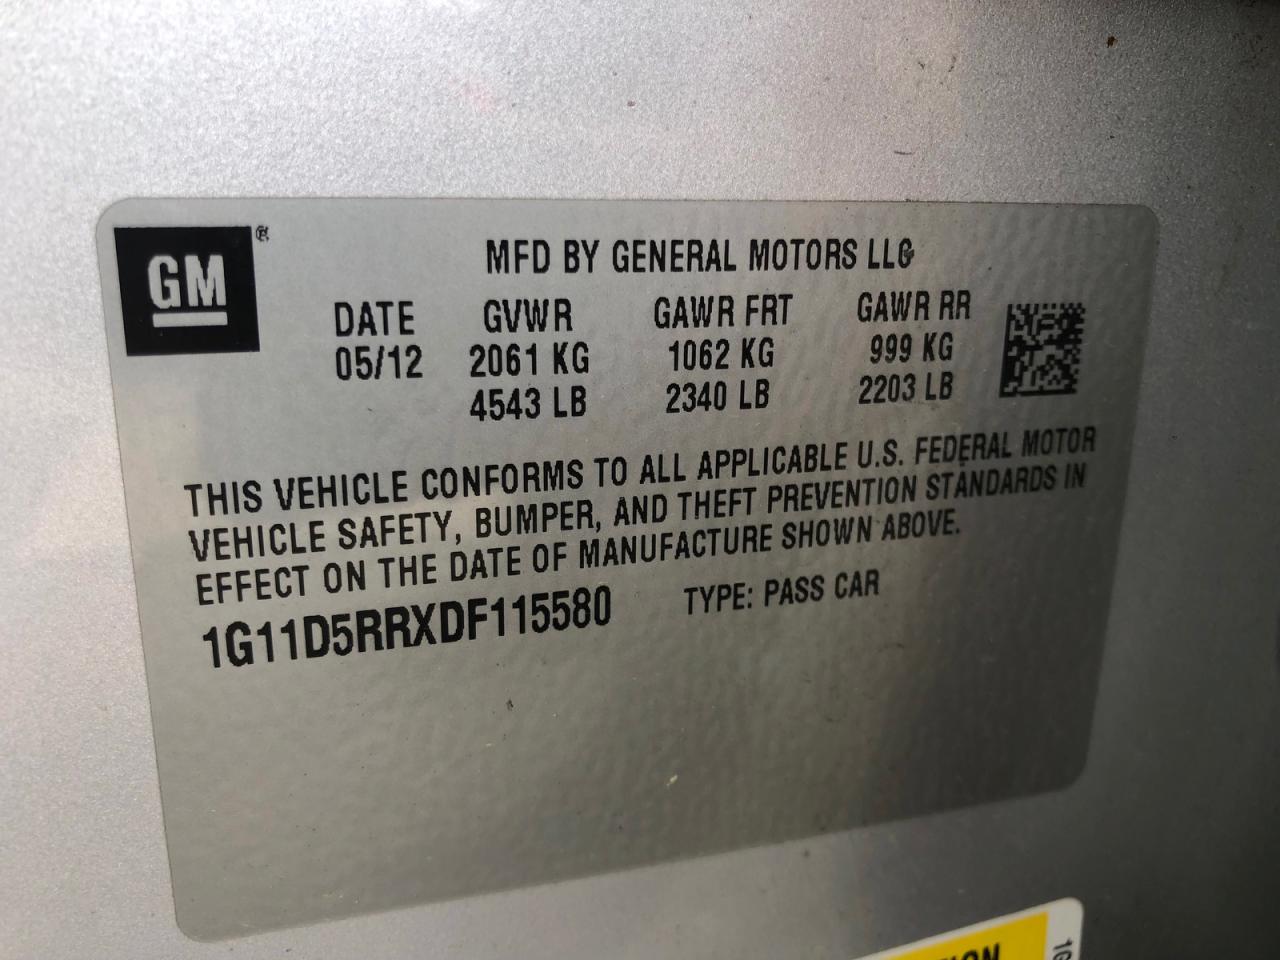 GM®
MFD BY GENERAL MOTORS LLC
DATE GVWR GAWR FRT GAWR RR
05/12 2061 KG 1062 KG 999 KG
4543 LB 2340 LB 2203 LB
THIS VEHICLE CONFORMS TO ALL APPLICABLE U.S. FEDERAL MOTOR
VEHICLE SAFETY, BUMPER, AND THEFT PREVENTION STANDARDS IN
EFFECT ON THE DATE OF MANUFACTURE SHOWN ABOVE.
1G11D5RRXDF115580 TYPE: PASS CAR